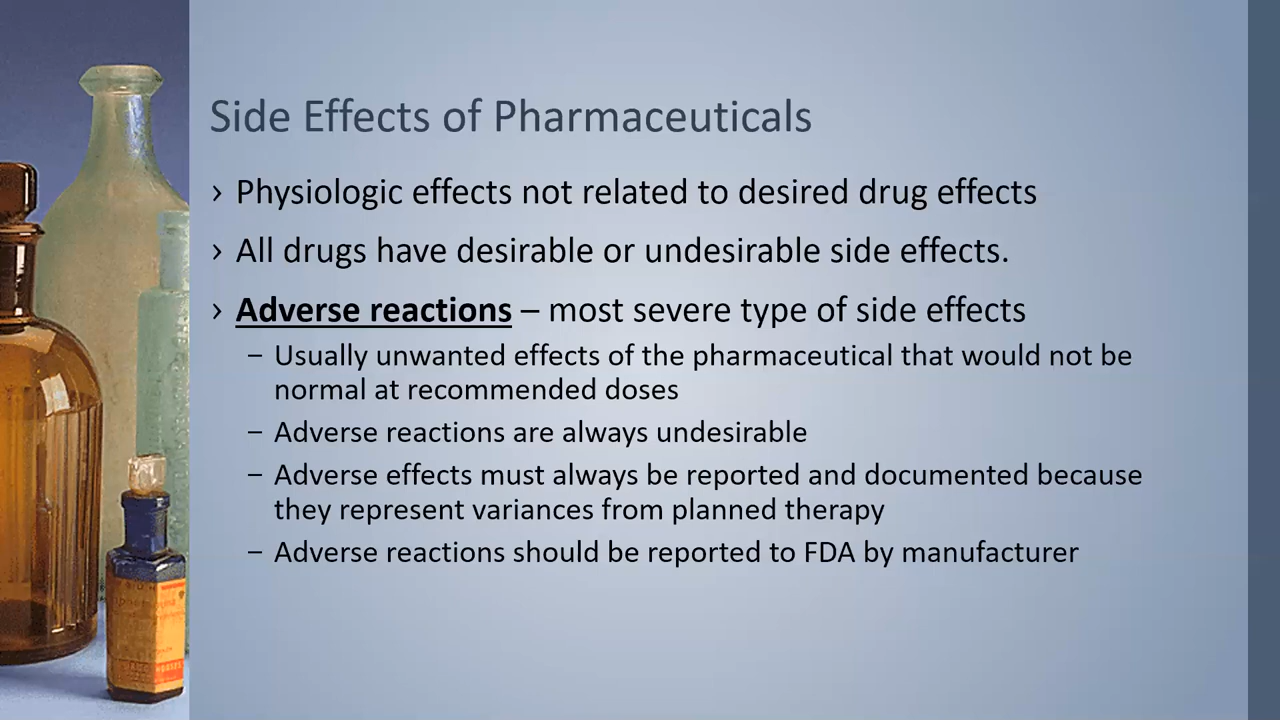 Side Effects of Pharmaceuticals
› Physiologic effects not related to desired drug effects
› All drugs have desirable or undesirable side effects.
› Adverse reactions – most severe type of side effects
– Usually unwanted effects of the pharmaceutical that would not be
normal at recommended doses
– Adverse reactions are always undesirable
– Adverse effects must always be reported and documented because
they represent variances from planned therapy
– Adverse reactions should be reported to FDA by manufacturer